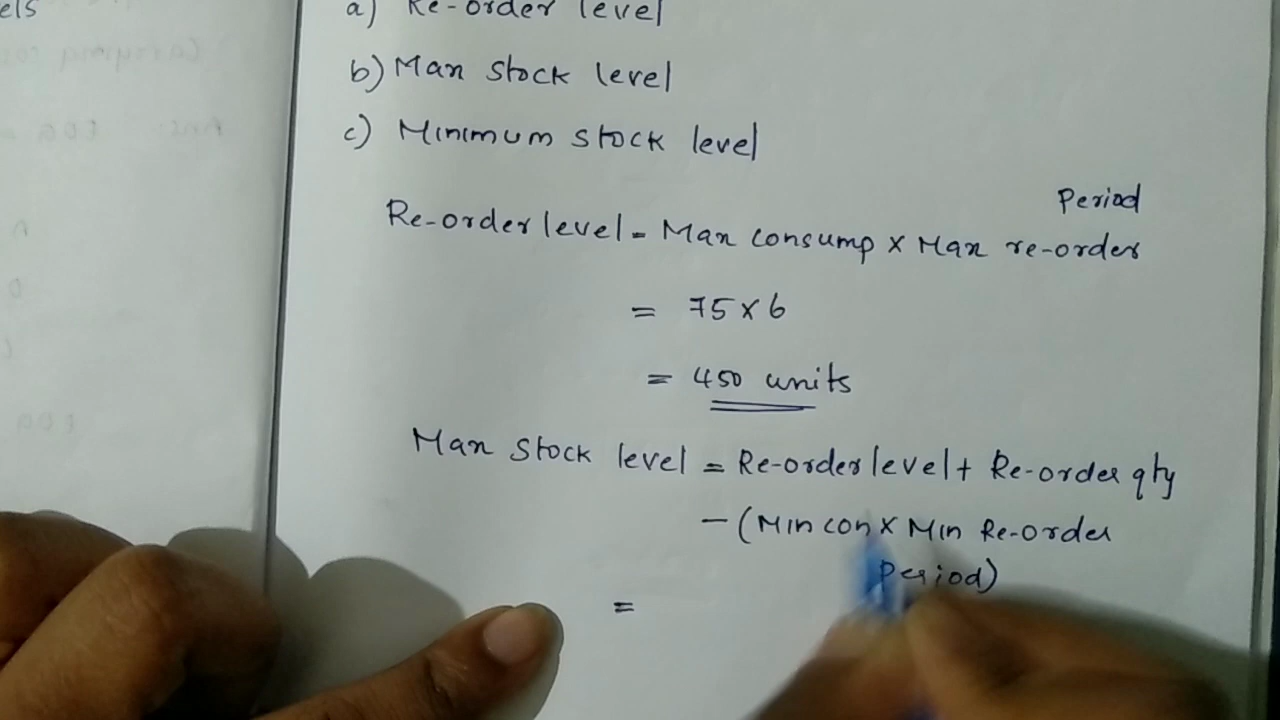 els
a) Re-order level
b) Max stock level
c) Minimum stock level
Period
Re-order level = Max consump x Max re-order
= 75 x 6
= 450 units
Max Stock level = Re-order level + Re-order qty
- (Min con x Min Re-order
Period)
=